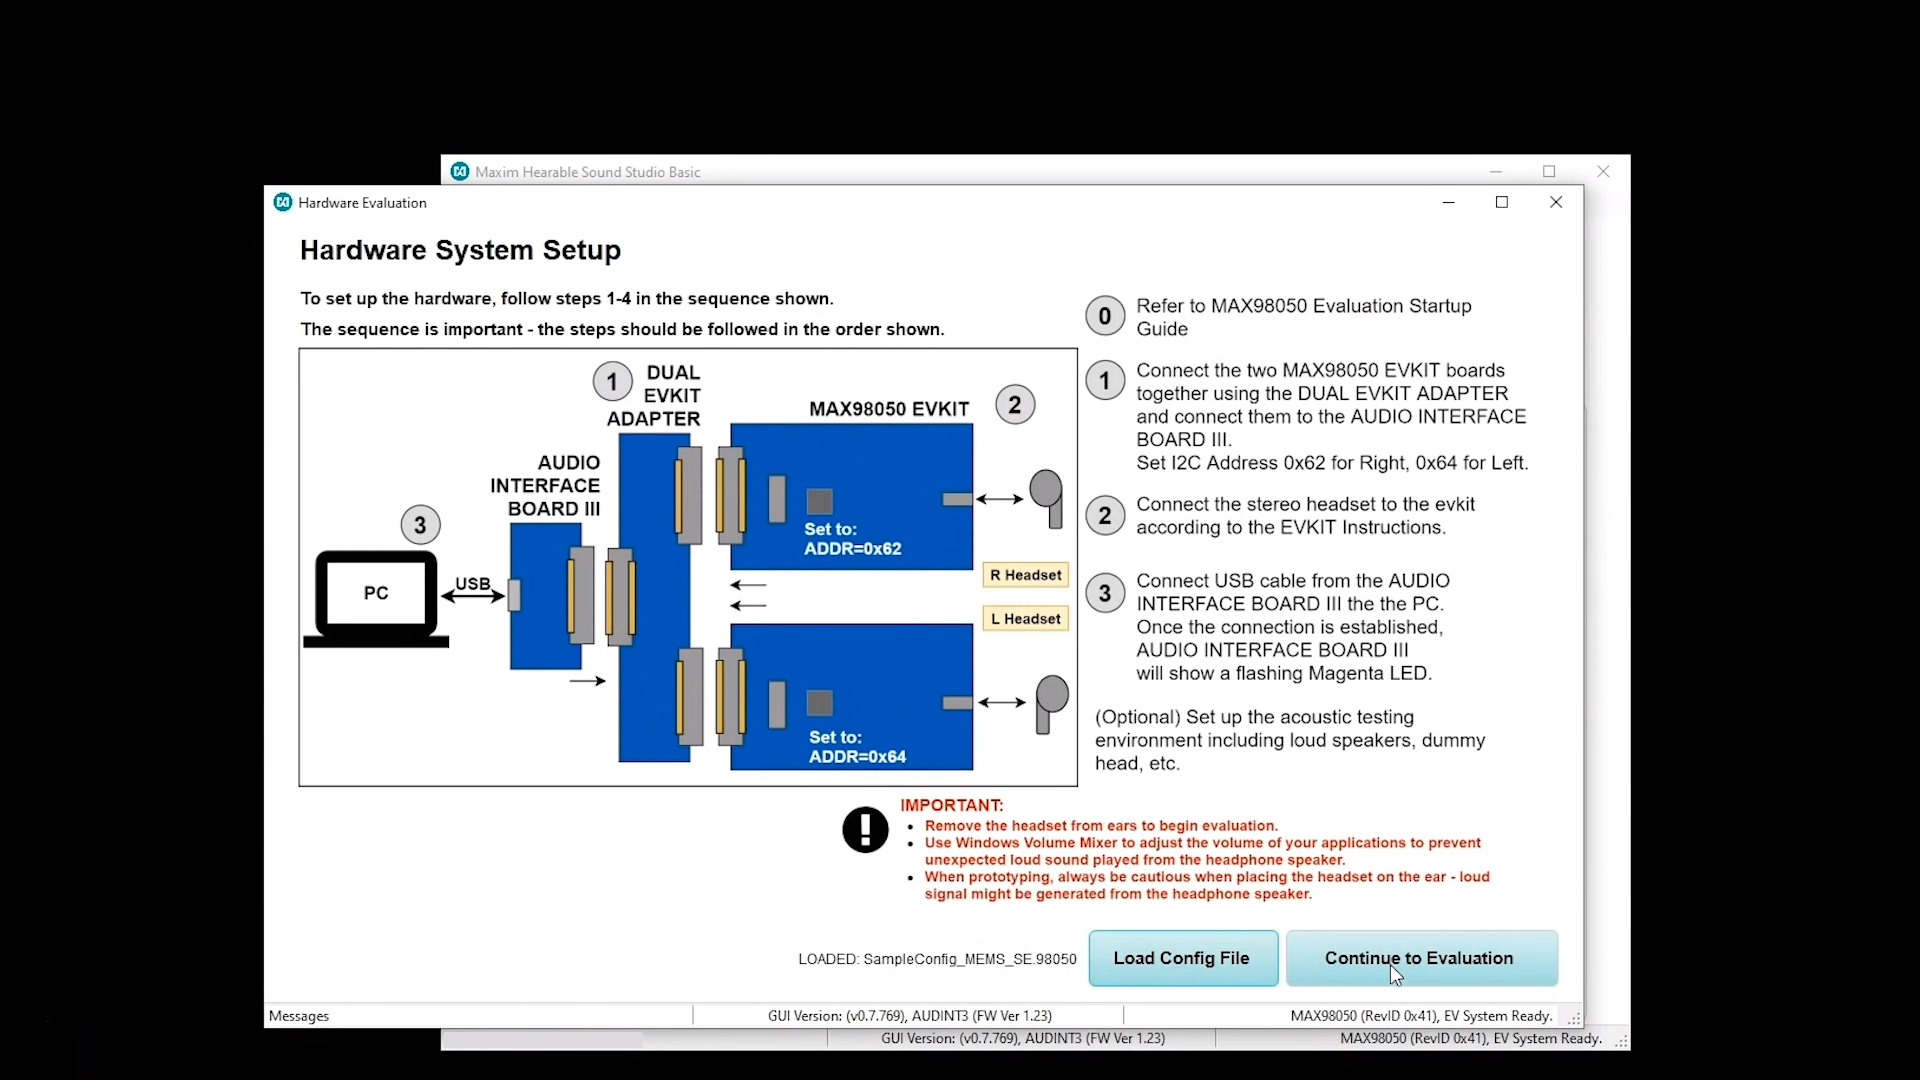 Maxim Hearable Sound Studio Basic
Hardware Evaluation
Hardware System Setup
To set up the hardware, follow steps 1-4 in the sequence shown.
The sequence is important - the steps should be followed in the order shown.
1
DUAL
EVKIT
ADAPTER
MAX98050 EVKIT
2
AUDIO
INTERFACE
BOARD III
3
PC
USB
Set to:
ADDR=0x62
R Headset
L Headset
Set to:
ADDR=0x64
0
Refer to MAX98050 Evaluation Startup
Guide
1
Connect the two MAX98050 EVKIT boards
together using the DUAL EVKIT ADAPTER
and connect them to the AUDIO INTERFACE
BOARD III.
Set I2C Address 0x62 for Right, 0x64 for Left.
2
Connect the stereo headset to the evkit
according to the EVKIT Instructions.
3
Connect USB cable from the AUDIO
INTERFACE BOARD III the the PC.
Once the connection is established,
AUDIO INTERFACE BOARD III
will show a flashing Magenta LED.
(Optional) Set up the acoustic testing
environment including loud speakers, dummy
head, etc.
!
IMPORTANT:
• Remove the headset from ears to begin evaluation.
• Use Windows Volume Mixer to adjust the volume of your applications to prevent
unexpected loud sound played from the headphone speaker.
• When prototyping, always be cautious when placing the headset on the ear - loud
signal might be generated from the headphone speaker.
LOADED: SampleConfig_MEMS_SE.98050
Load Config File
Continue to Evaluation
Messages
GUI Version: (v0.7.769), AUDINT3 (FW Ver 1.23)
MAX98050 (RevID 0x41), EV System Ready.
GUI Version: (v0.7.769), AUDINT3 (FW Ver 1.23)
MAX98050 (RevID 0x41), EV System Ready.